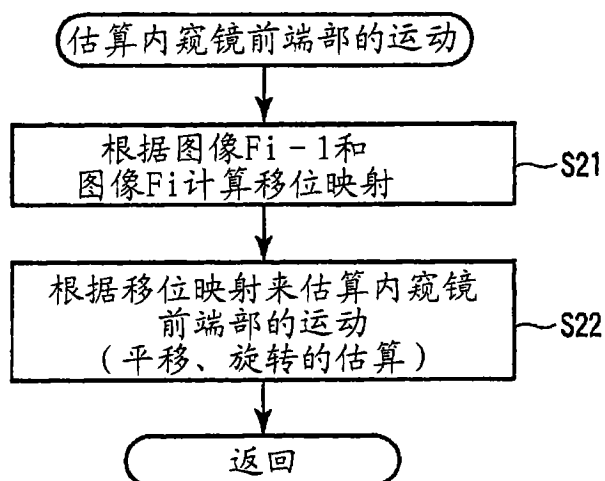 估算内窥镜前端部的运动
根据图像Fi-1和
图像Fi计算移位映射
S21
根据移位映射来估算内窥镜
前端部的运动
(平移、旋转的估算)
S22
返回